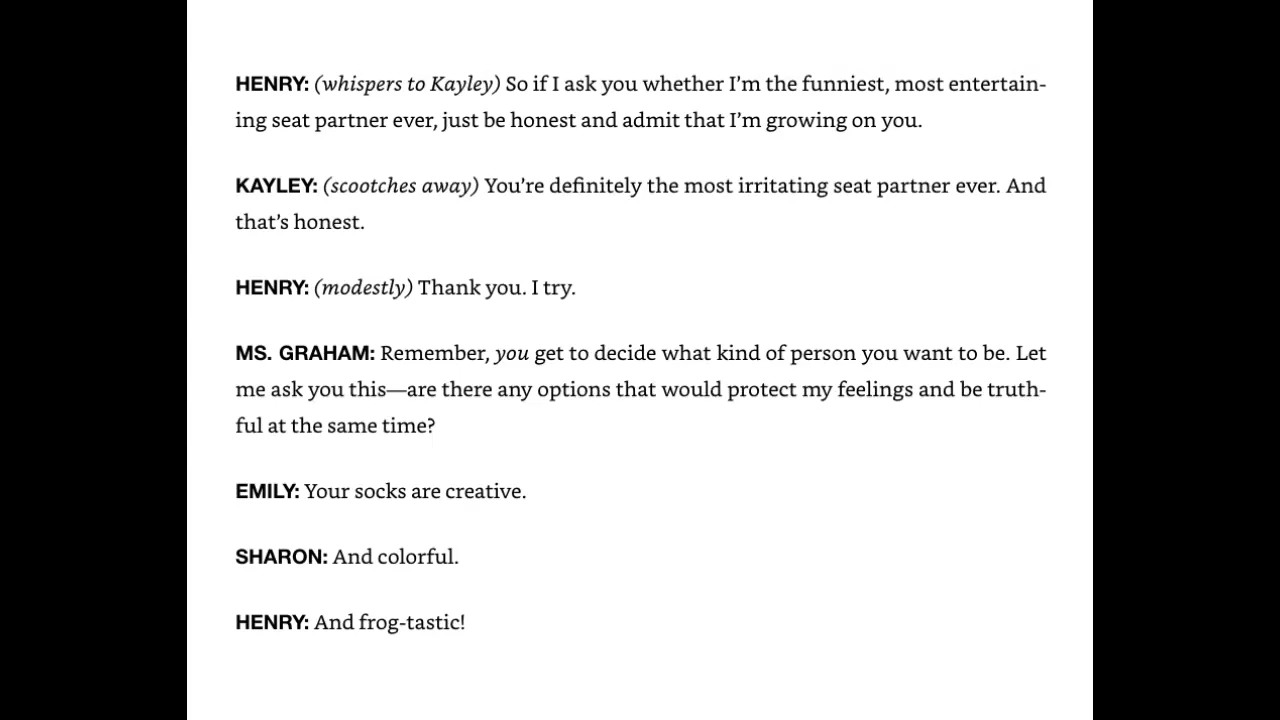 HENRY: (whispers to Kayley) So if I ask you whether I’m the funniest, most entertain-
ing seat partner ever, just be honest and admit that I’m growing on you.
KAYLEY: (scootches away) You’re definitely the most irritating seat partner ever. And
that’s honest.
HENRY: (modestly) Thank you. I try.
MS. GRAHAM: Remember, you get to decide what kind of person you want to be. Let
me ask you this—are there any options that would protect my feelings and be truth-
ful at the same time?
EMILY: Your socks are creative.
SHARON: And colorful.
HENRY: And frog-tastic!